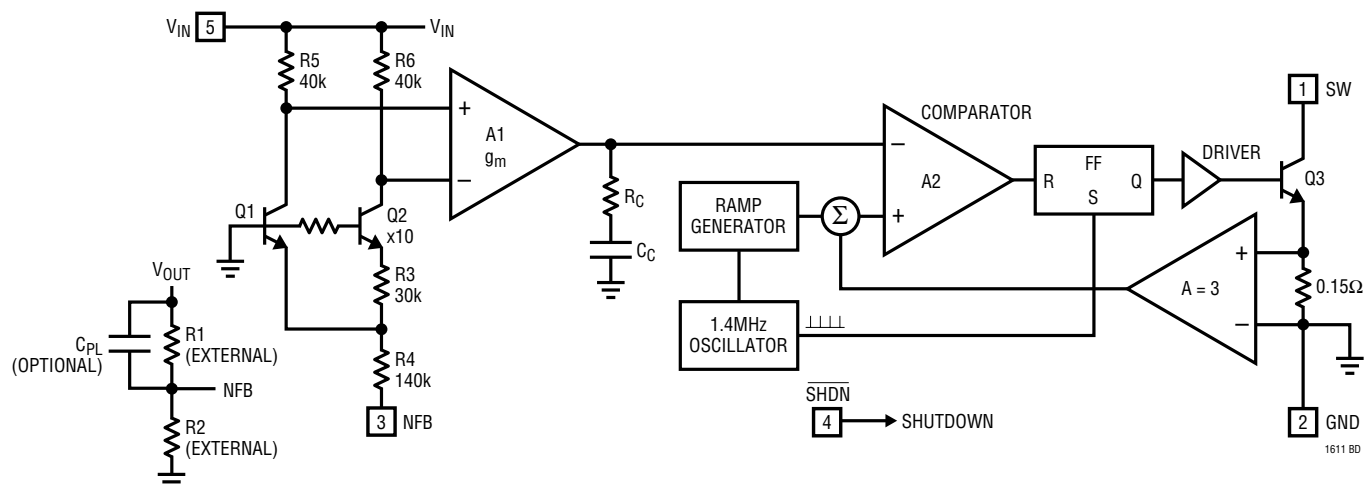 VIN 5 VIN
R5
40k
R6
40k
A1
gm
+
−
Q1
Q2
x10
R3
30k
R4
140k
3 NFB
VOUT
CPL
(OPTIONAL)
R1
(EXTERNAL)
NFB
R2
(EXTERNAL)
RC
CC
COMPARATOR
−
A2
+
RAMP
GENERATOR
Σ
1.4MHz
OSCILLATOR
FF
R Q
S
DRIVER
1 SW
Q3
+
A = 3
−
0.15Ω
SHDN
4 SHUTDOWN
2 GND
1611 BD